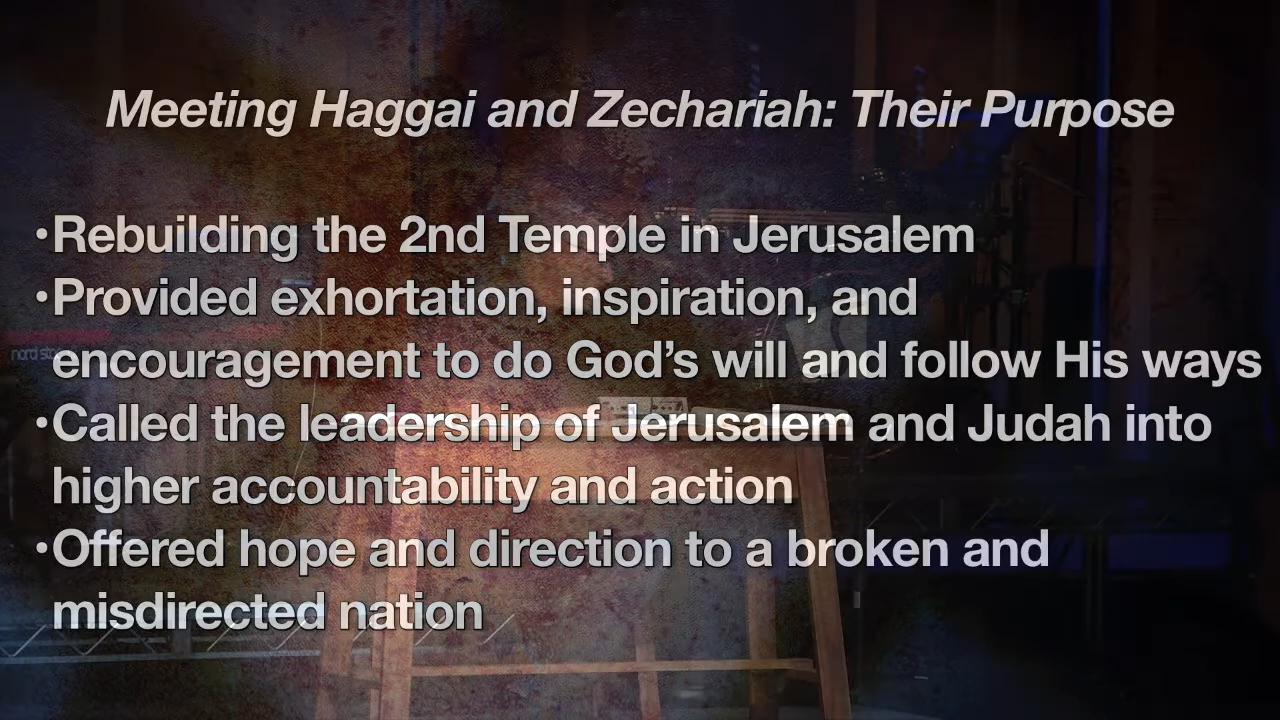 Meeting Haggai and Zechariah: Their Purpose
•Rebuilding the 2nd Temple in Jerusalem
•Provided exhortation, inspiration, and
encouragement to do God's will and follow His ways
•Called the leadership of Jerusalem and Judah into
higher accountability and action
•Offered hope and direction to a broken and
misdirected nation
nord